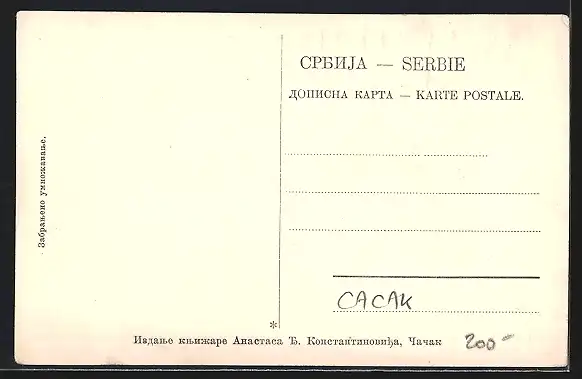 СРБИЈА — SERBIE
ДОПИСНА КАРТА — KARTE POSTALE.
Забрањено умножавање.
CACAK
*
Издање књижаре Анастаса Ђ. Константиновића, Чачак
200-